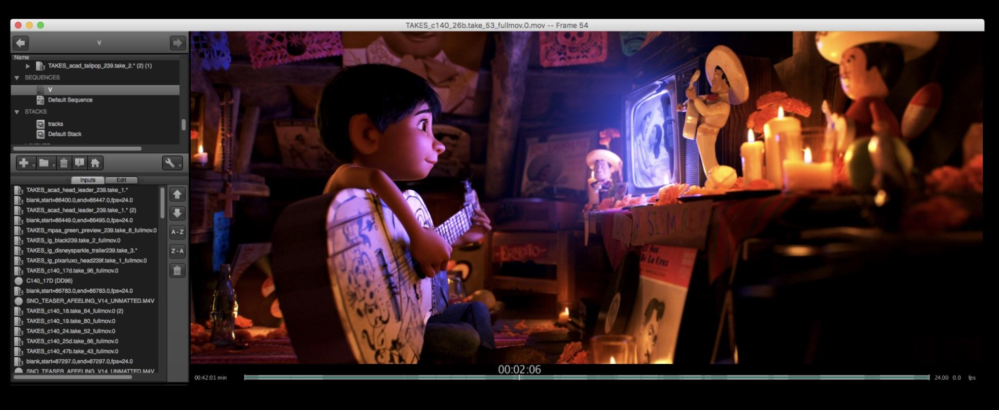 TAKES_c140_26b.take_53_fullmov.0.mov -- Frame 54
V
Name
TAKES_acad_tailpop_239.take_2.* (2) (1)
SEQUENCES
V
Default Sequence
STACKS
tracks
Default Stack
Inputs
Edit
TAKES_acad_head_leader_239.take_1.*
blank,start=86400.0,end=86447.0,fps=24.0
TAKES_acad_head_leader_239.take_1.* (2)
blank,start=86449.0,end=86495.0,fps=24.0
TAKES_mpaa_green_preview_239.take_8_fullmov.0
TAKES_lg_black239.take_2_fullmov.0
TAKES_lg_disneysparkle_trailer239.take_3.*
TAKES_lg_pixarluxo_head239f.take_1_fullmov.0
TAKES_c140_17d.take_96_fullmov.0
C140_17D (DD96)
blank,start=86783.0,end=86783.0,fps=24.0
SNO_TEASER_AFEELING_V14_UNMATTED.M4V
TAKES_c140_18.take_64_fullmov.0 (2)
TAKES_c140_19.take_80_fullmov.0
TAKES_c140_24.take_52_fullmov.0
TAKES_c140_25d.take_66_fullmov.0
TAKES_c140_47b.take_43_fullmov.0
blank,start=87297.0,end=87297.0,fps=24.0
SNO_TEASER_AFEELING_V14_UNMATTED.M4V
A-Z
Z-A
ERNESTO
El Son
De La Cruz
00:02:06
00:42:01 min
24.00 0.0 fps